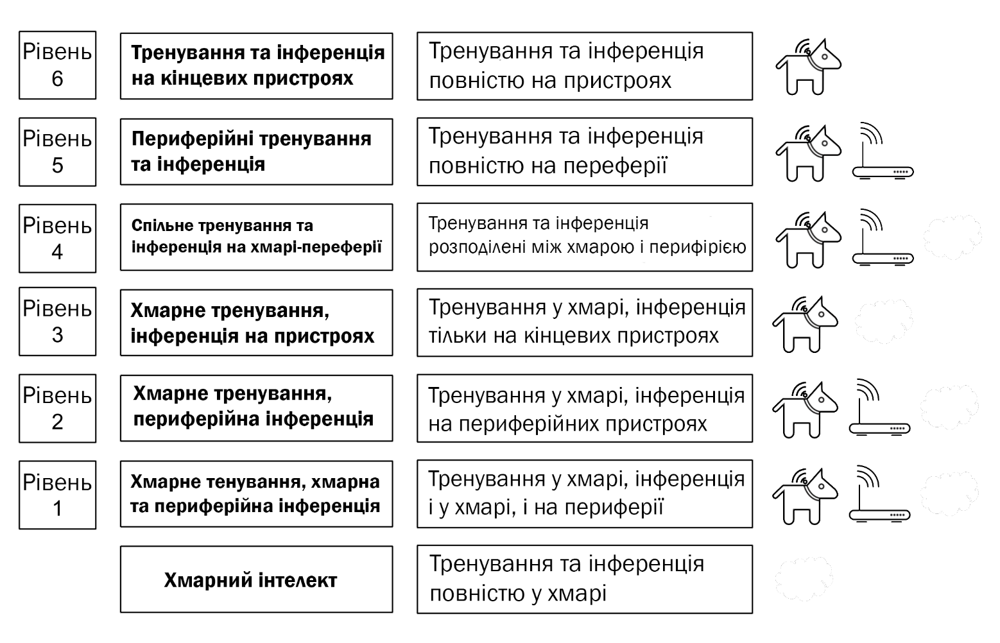 Рівень
6
Тренування та інференція
на кінцевих пристроях
Тренування та інференція
повністю на пристроях
Рівень
5
Периферійні тренування
та інференція
Тренування та інференція
повністю на переферії
Рівень
4
Спільне тренування та
інференція на хмарі-переферії
Тренування та інференція
розподілені між хмарою і перифірією
Рівень
3
Хмарне тренування,
інференція на пристроях
Тренування у хмарі, інференція
тільки на кінцевих пристроях
Рівень
2
Хмарне тренування,
периферійна інференція
Тренування у хмарі, інференція
на периферійних пристроях
Рівень
1
Хмарне тенування, хмарна
та периферійна інференція
Тренування у хмарі, інференція
і у хмарі, і на периферії
Хмарний інтелект
Тренування та інференція
повністю у хмарі